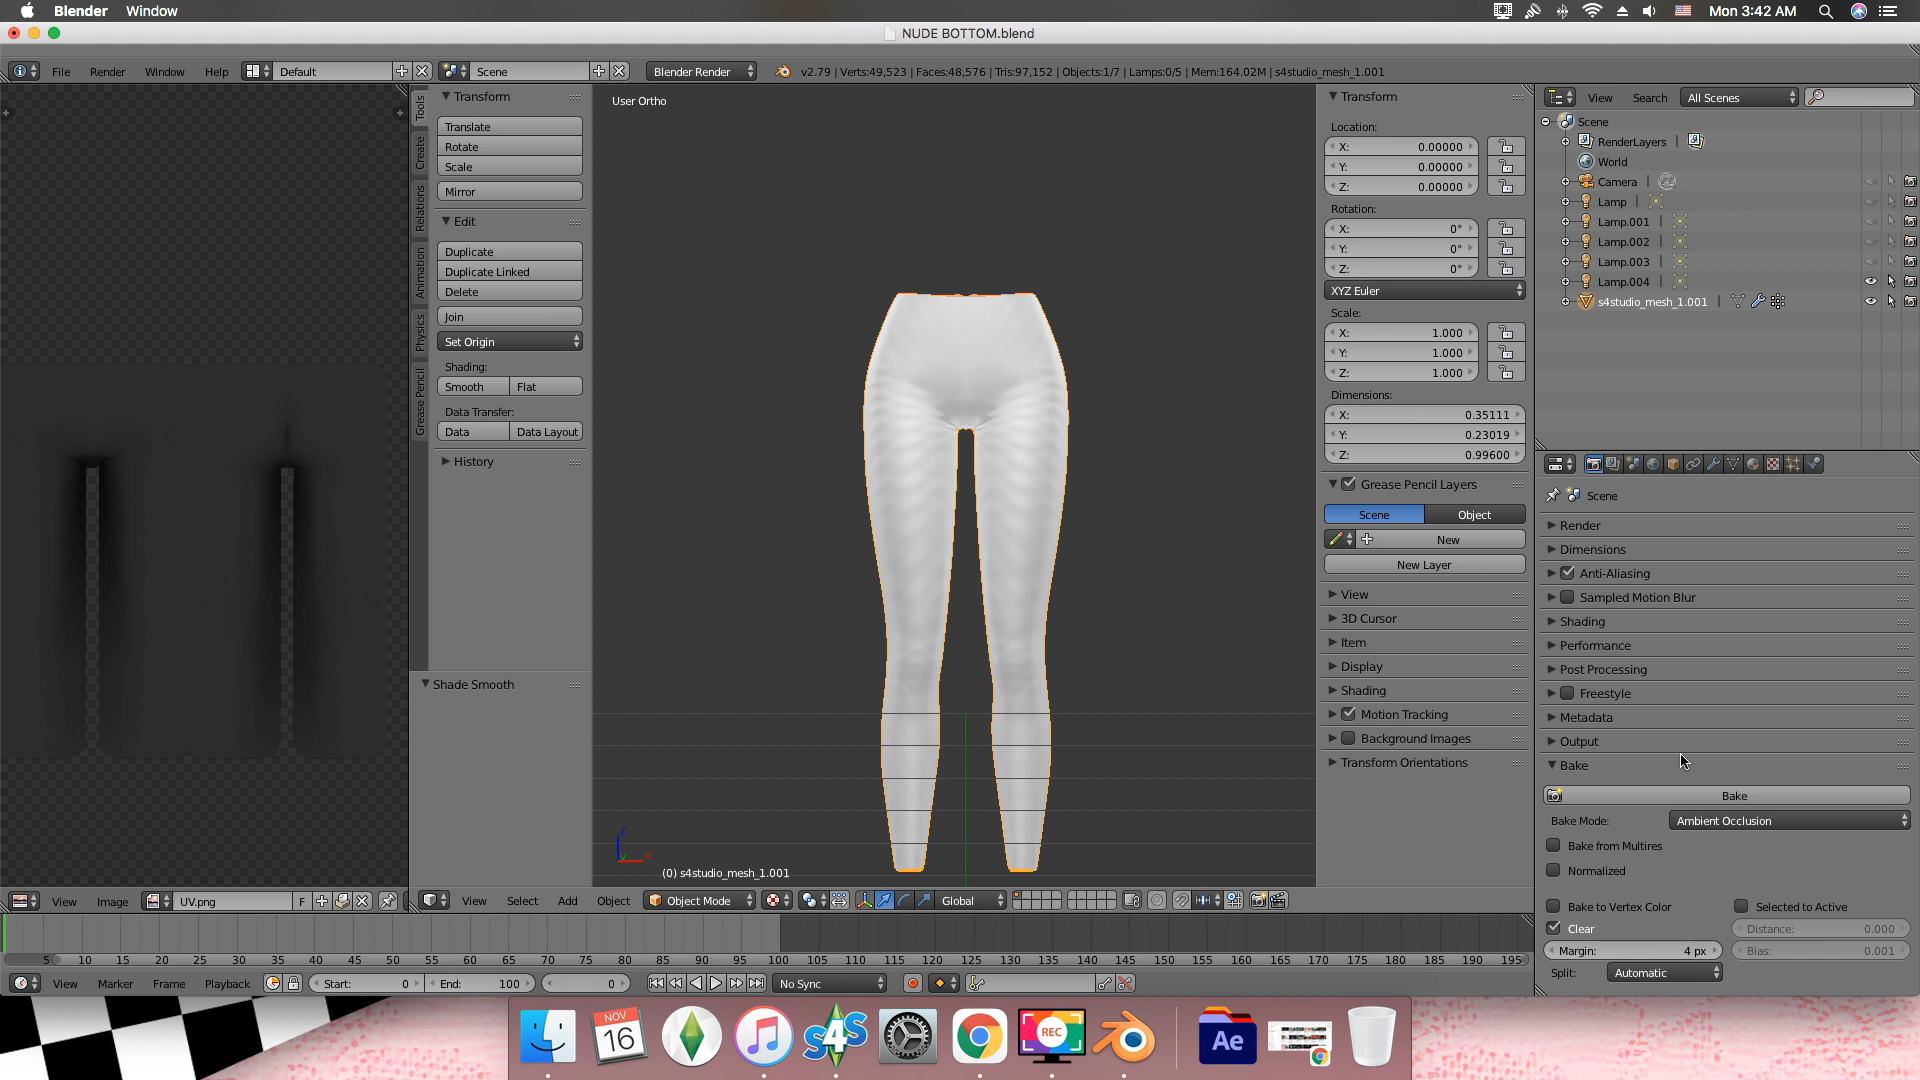 Blender Window Mon 3:42 AM
NUDE BOTTOM.blend
File Render Window Help Default Scene Blender Render v2.79 | Verts:49,523 | Faces:48,576 | Tris:97,152 | Objects:1/7 | Lamps:0/5 | Mem:164.02M | s4studio_mesh_1.001
Tools
Create
Relations
Animation
Physics
Grease Pencil
Transform
Translate
Rotate
Scale
Mirror
Edit
Duplicate
Duplicate Linked
Delete
Join
Set Origin
Shading:
Smooth Flat
Data Transfer:
Data Data Layout
History
Shade Smooth
User Ortho
(0) s4studio_mesh_1.001
Transform
Location:
X: 0.00000
Y: 0.00000
Z: 0.00000
Rotation:
X: 0°
Y: 0°
Z: 0°
XYZ Euler
Scale:
X: 1.000
Y: 1.000
Z: 1.000
Dimensions:
X: 0.35111
Y: 0.23019
Z: 0.99600
Grease Pencil Layers
Scene Object
New
New Layer
View
3D Cursor
Item
Display
Shading
Motion Tracking
Background Images
Transform Orientations
View Search All Scenes
Scene
RenderLayers
World
Camera
Lamp
Lamp.001
Lamp.002
Lamp.003
Lamp.004
s4studio_mesh_1.001
Scene
Render
Dimensions
Anti-Aliasing
Sampled Motion Blur
Shading
Performance
Post Processing
Freestyle
Metadata
Output
Bake
Bake
Bake Mode: Ambient Occlusion
Bake from Multires
Normalized
Bake to Vertex Color Selected to Active
Clear Distance: 0.000
Margin: 4 px Bias: 0.001
Split: Automatic
View Image UV.png F View Select Add Object Object Mode Global
5 10 15 20 25 30 35 40 45 50 55 60 65 70 75 80 85 90 95 100 105 110 115 120 125 130 135 140 145 150 155 160 165 170 175 180 185 190 195
View Marker Frame Playback Start: 0 End: 100 0 No Sync
NOV
16
S4S
REC
Ae